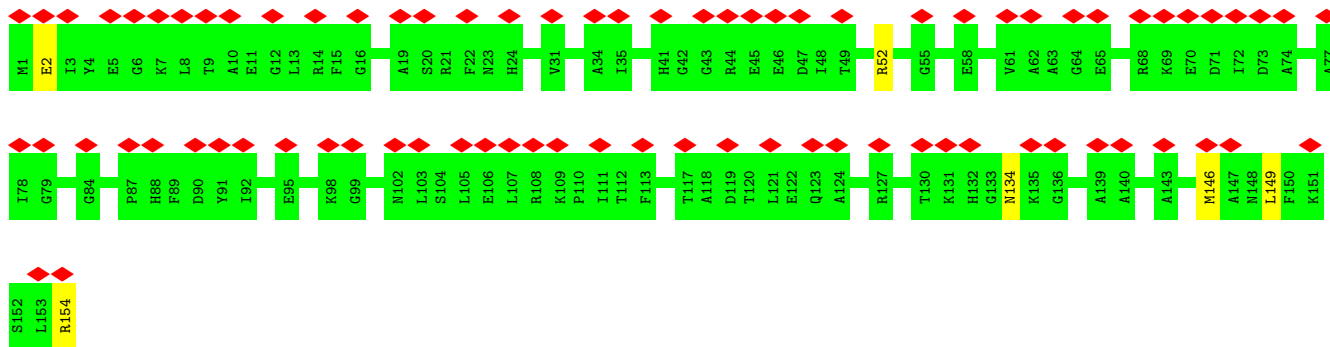 M1 E2 I3 Y4 E5 G6 K7 L8 T9 A10 E11 G12 L13 R14 F15 G16 A19 S20 R21 F22 N23 H24 V31 A34 I35 H41 G42 G43 R44 E45 E46 D47 I48 T49 R52 G55 E58 V61 A62 A63 G64 E65 R68 K69 E70 D71 I72 D73 A74 A77
I78 G79 G84 P87 H88 F89 D90 Y91 I92 E95 K98 G99 N102 L103 S104 L105 E106 L107 R108 K109 P110 I111 T112 F113 T117 A118 D119 T120 L121 E122 Q123 A124 R127 T130 K131 H132 G133 N134 K135 G136 A139 A140 A143 M146 A147 N148 L149 F150 K151
S152 L153 R154